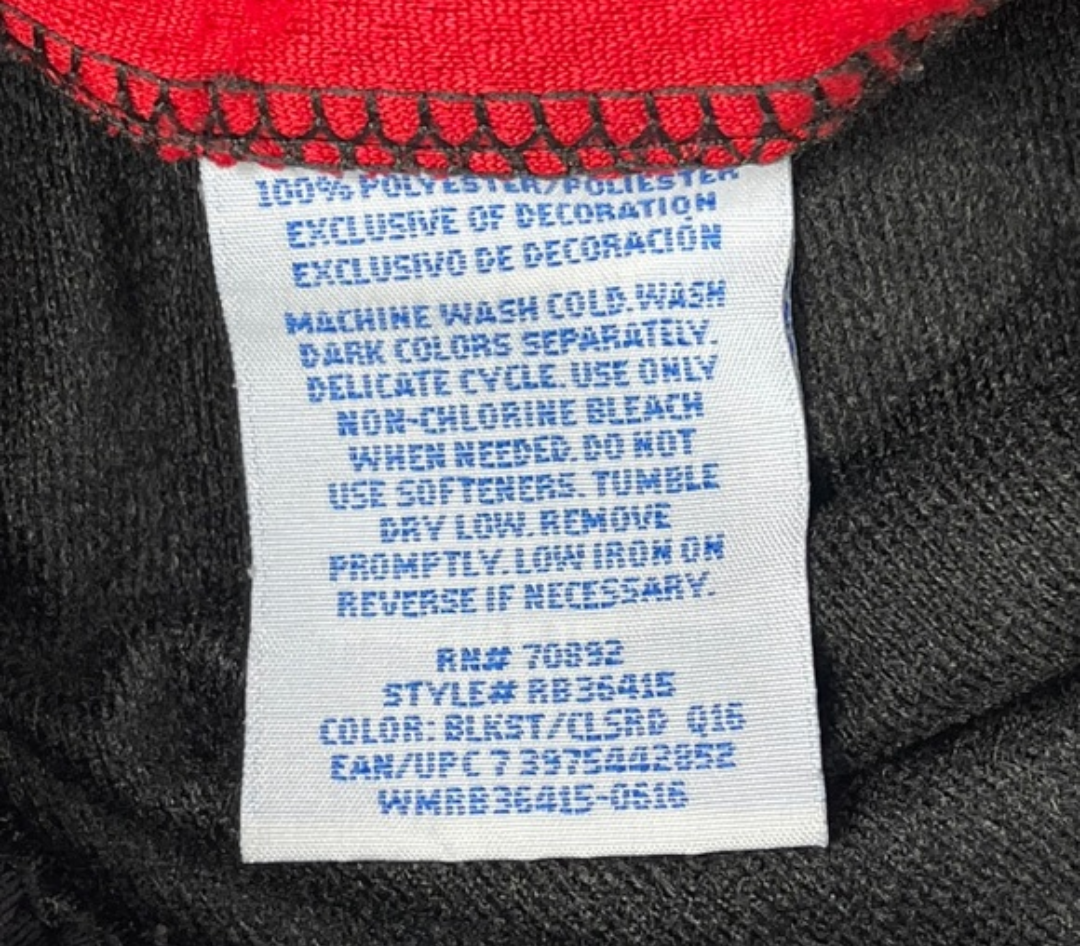 100% POLYESTER/POLIESTER
EXCLUSIVE OF DECORATION
EXCLUSIVO DE DECORACIÓN
MACHINE WASH COLD. WASH
DARK COLORS SEPARATELY.
DELICATE CYCLE. USE ONLY
NON-CHLORINE BLEACH
WHEN NEEDED. DO NOT
USE SOFTENERS. TUMBLE
DRY LOW. REMOVE
PROMPTLY. LOW IRON ON
REVERSE IF NECESSARY.
RN# 70892
STYLE# RB36415
COLOR: BLKST/CLSRD Q16
EAN/UPC 7 3975442852
WMRB36415-0616